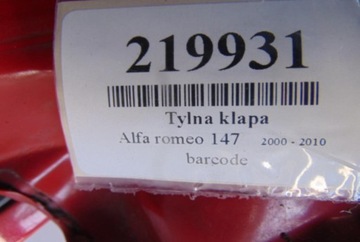 219931
Tylna klapa
Alfa romeo 147 2000 - 2010
barcode